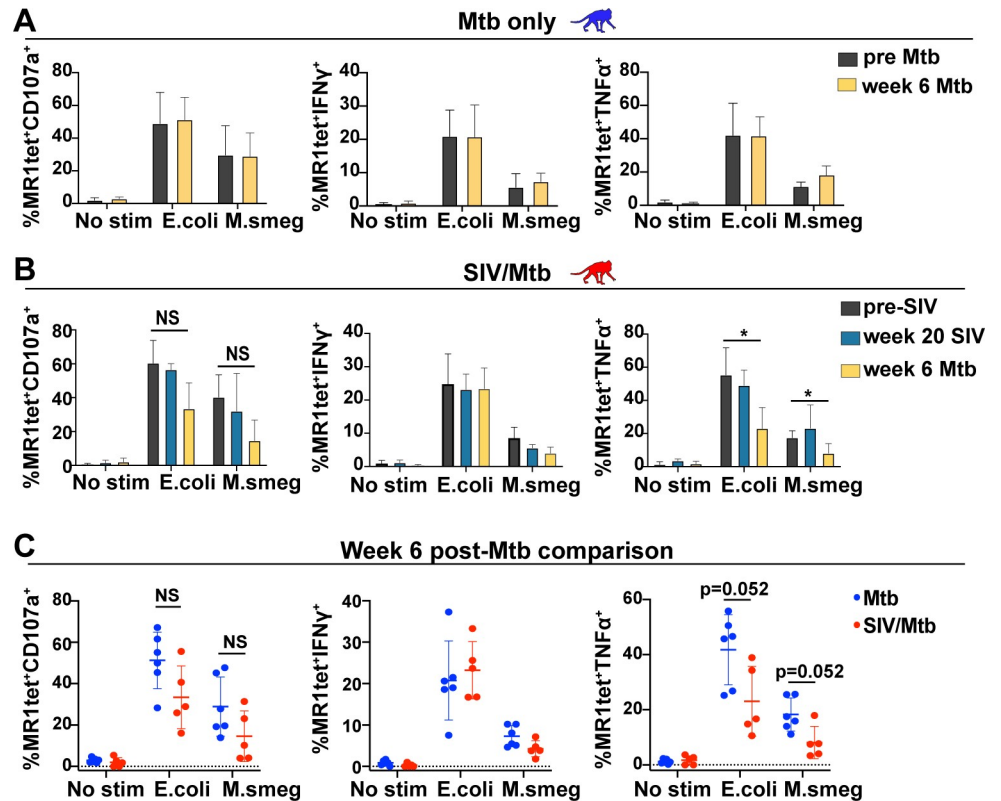 A
Mtb only
pre Mtb
week 6 Mtb
%MR1tet⁺CD107a⁺
80
60
40
20
0
No stim E.coli M.smeg
%MR1tet⁺IFNγ⁺
40
30
20
10
0
No stim E.coli M.smeg
%MR1tet⁺TNFα⁺
80
60
40
20
0
No stim E.coli M.smeg
B
SIV/Mtb
pre-SIV
week 20 SIV
week 6 Mtb
%MR1tet⁺CD107a⁺
80
60
40
20
0
NS
NS
No stim E.coli M.smeg
%MR1tet⁺IFNγ⁺
40
30
20
10
0
No stim E.coli M.smeg
%MR1tet⁺TNFα⁺
80
60
40
20
0
*
*
No stim E.coli M.smeg
C
Week 6 post-Mtb comparison
Mtb
SIV/Mtb
%MR1tet⁺CD107a⁺
80
60
40
20
0
NS
NS
No stim E.coli M.smeg
%MR1tet⁺IFNγ⁺
40
30
20
10
0
No stim E.coli M.smeg
%MR1tet⁺TNFα⁺
60
40
20
0
p=0.052
p=0.052
No stim E.coli M.smeg